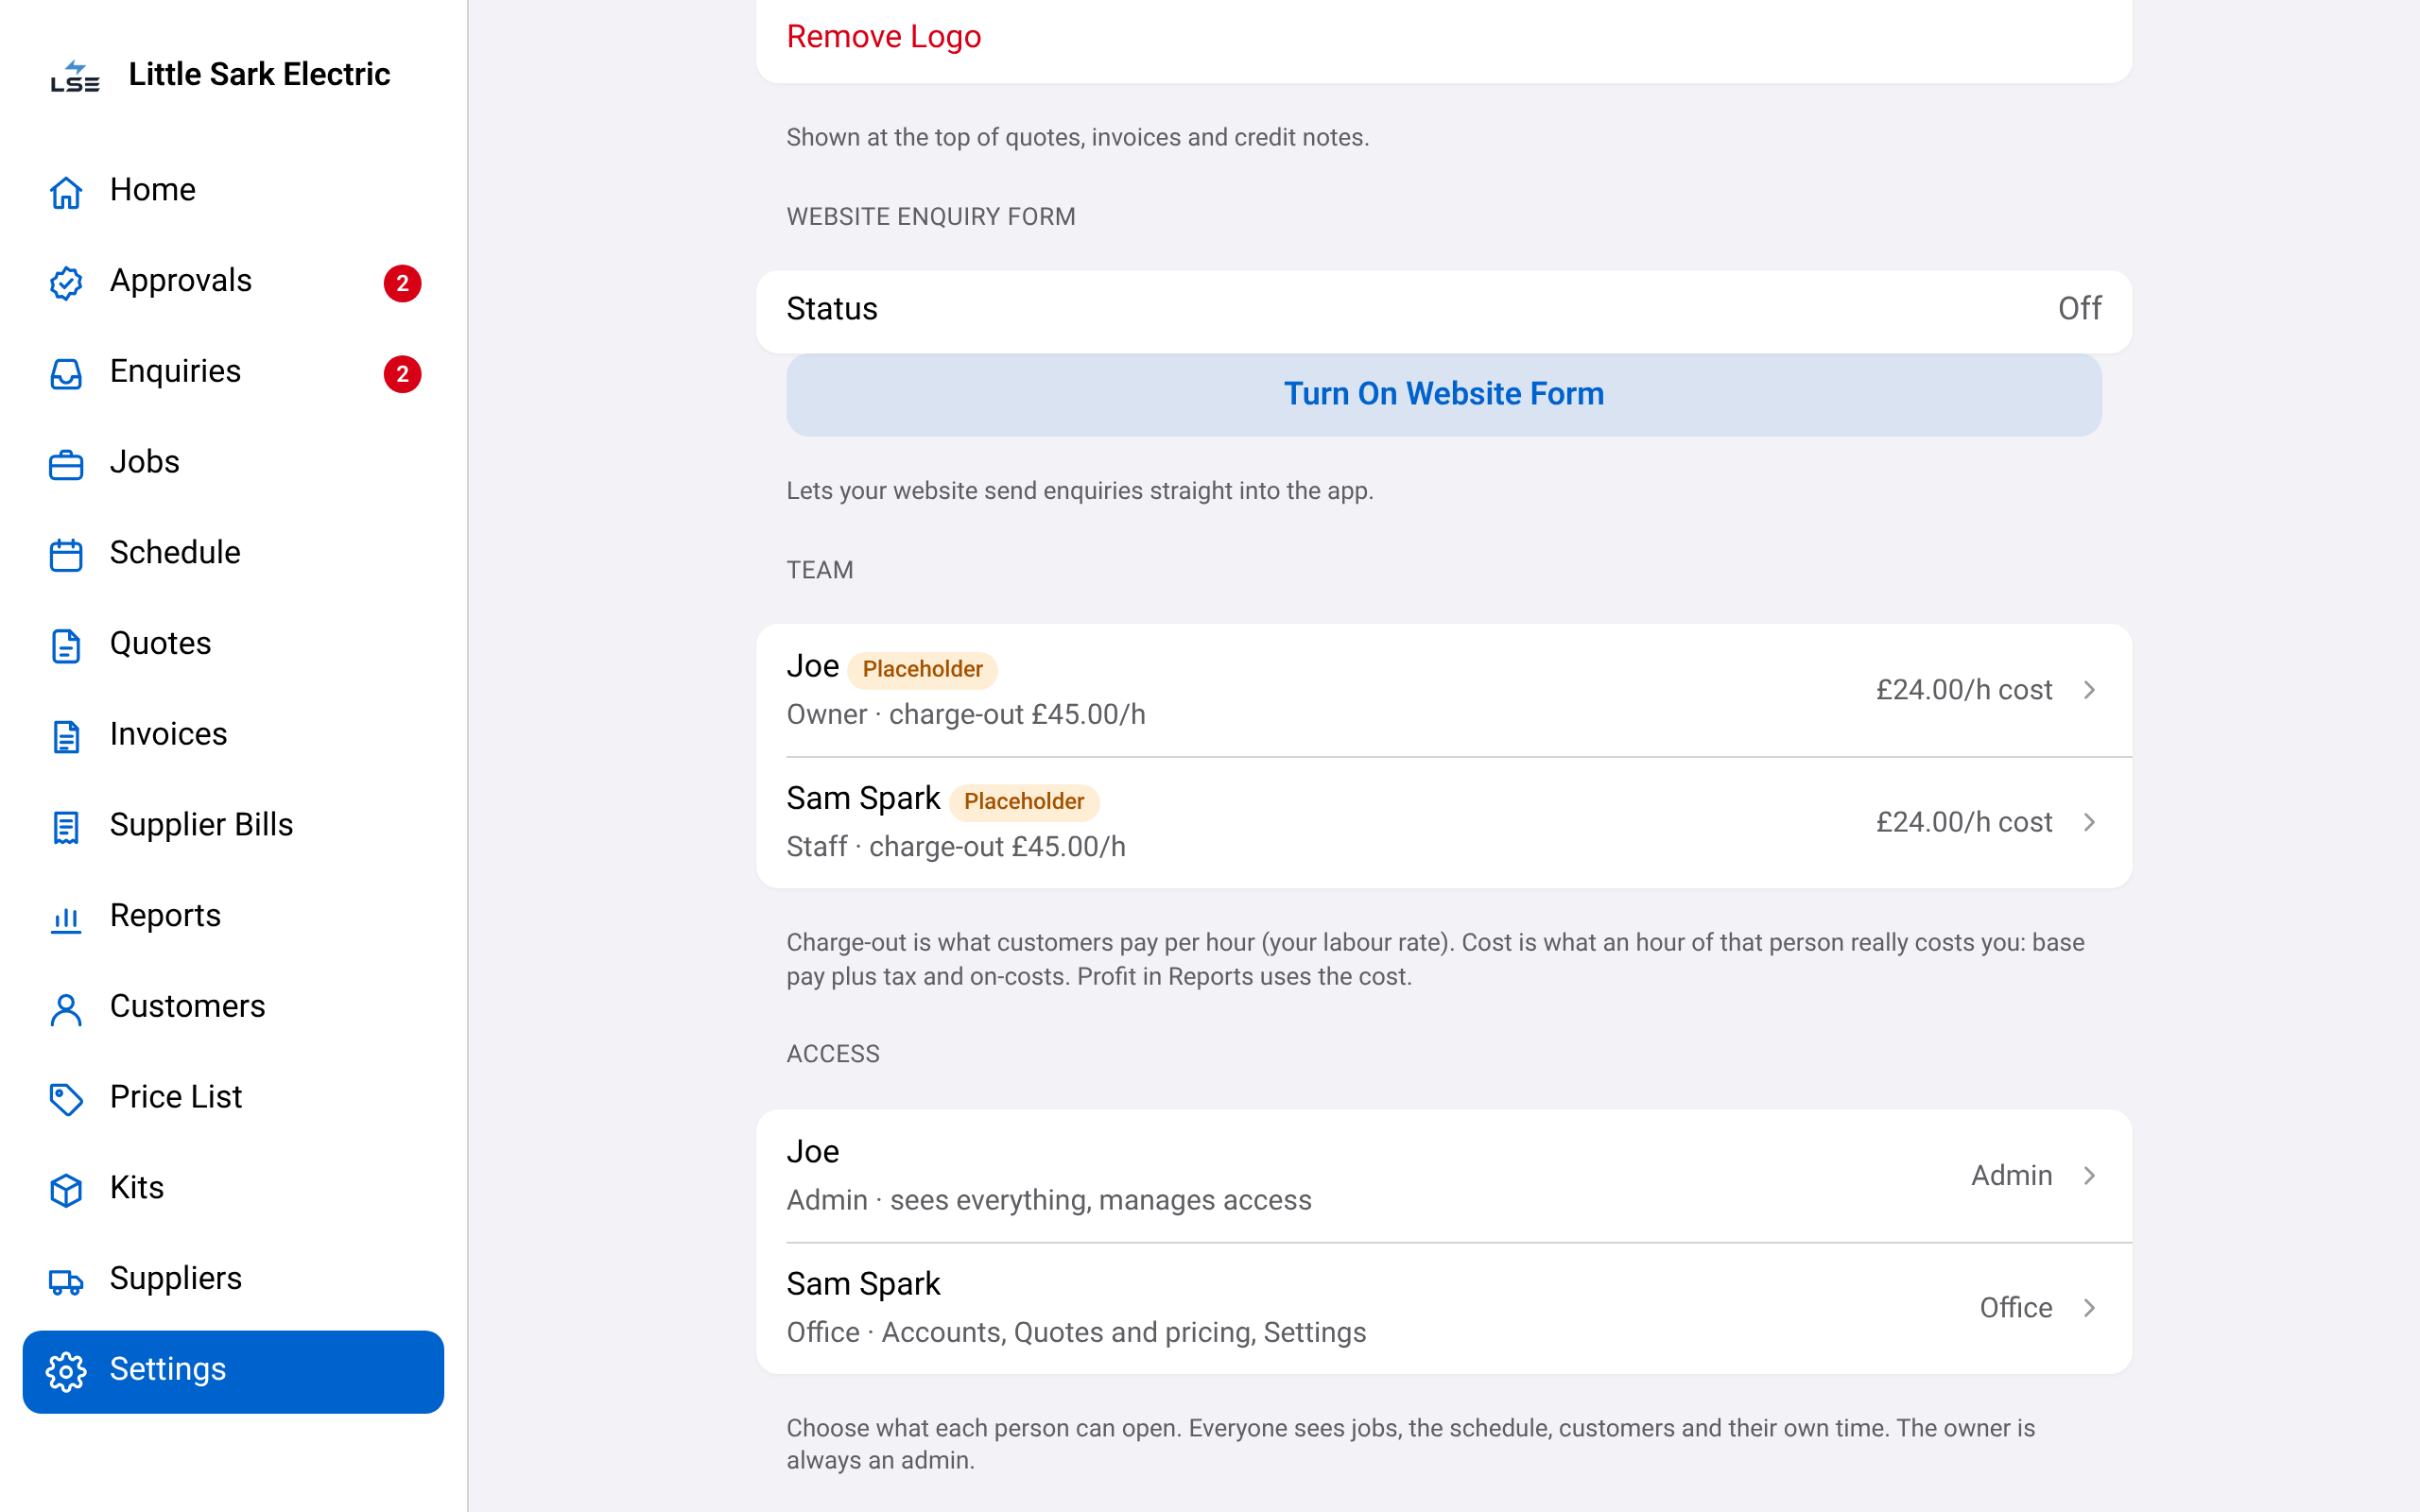 LSE
Little Sark Electric
Home
Approvals 2
Enquiries 2
Jobs
Schedule
Quotes
Invoices
Supplier Bills
Reports
Customers
Price List
Kits
Suppliers
Settings
Remove Logo
Shown at the top of quotes, invoices and credit notes.
WEBSITE ENQUIRY FORM
Status Off
Turn On Website Form
Lets your website send enquiries straight into the app.
TEAM
Joe Placeholder
£24.00/h cost
Owner · charge-out £45.00/h
Sam Spark Placeholder
£24.00/h cost
Staff · charge-out £45.00/h
Charge-out is what customers pay per hour (your labour rate). Cost is what an hour of that person really costs you: base
pay plus tax and on-costs. Profit in Reports uses the cost.
ACCESS
Joe
Admin
Admin · sees everything, manages access
Sam Spark
Office
Office · Accounts, Quotes and pricing, Settings
Choose what each person can open. Everyone sees jobs, the schedule, customers and their own time. The owner is
always an admin.